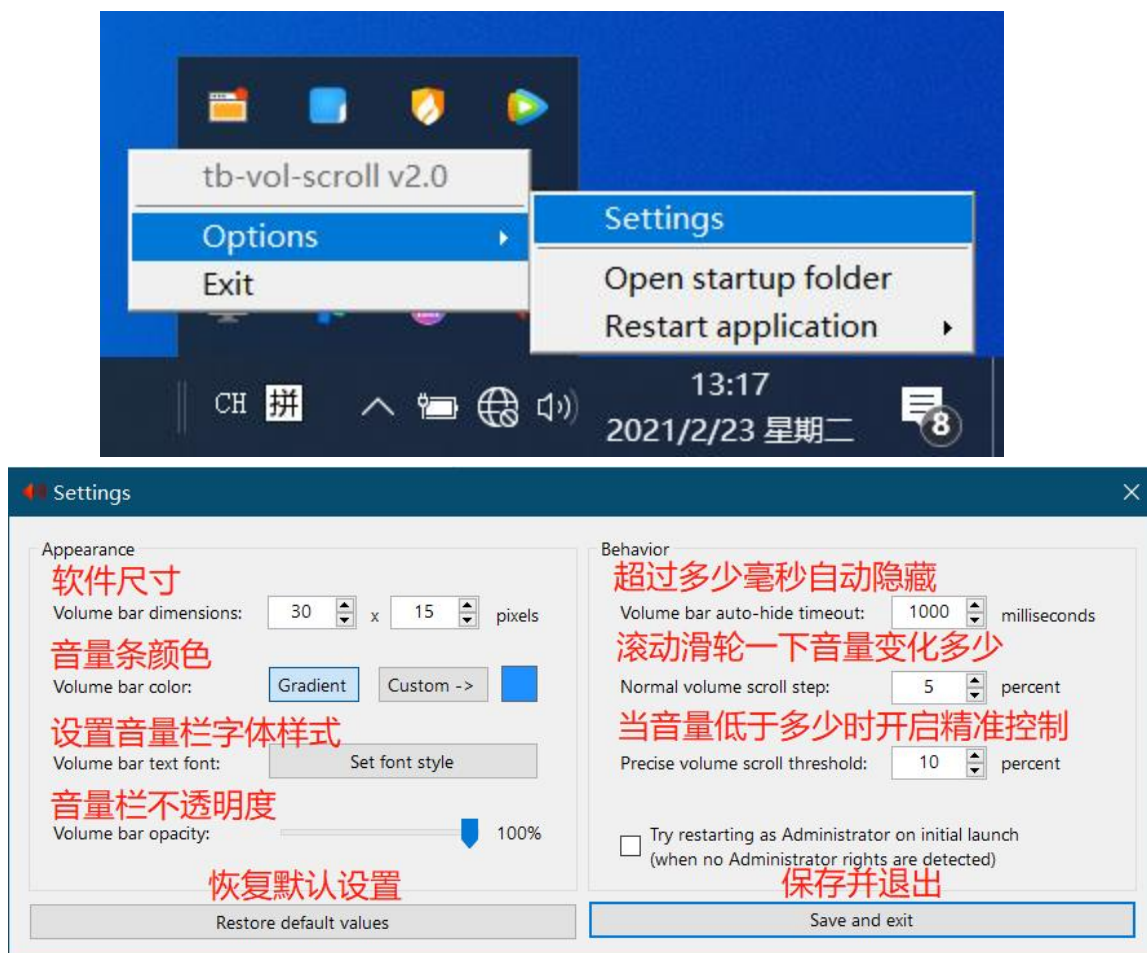 tb-vol-scroll v2.0
Options
Exit
Settings
Open startup folder
Restart application
CH 拼
13:17
2021/2/23 星期二
8
Settings
Appearance
软件尺寸
Volume bar dimensions: 30 x 15 pixels
音量条颜色
Volume bar color: Gradient Custom ->
设置音量栏字体样式
Volume bar text font: Set font style
音量栏不透明度
Volume bar opacity: 100%
恢复默认设置
Restore default values
Behavior
超过多少毫秒自动隐藏
Volume bar auto-hide timeout: 1000 milliseconds
滚动滑轮一下音量变化多少
Normal volume scroll step: 5 percent
当音量低于多少时开启精准控制
Precise volume scroll threshold: 10 percent
Try restarting as Administrator on initial launch
(when no Administrator rights are detected)
保存并退出
Save and exit